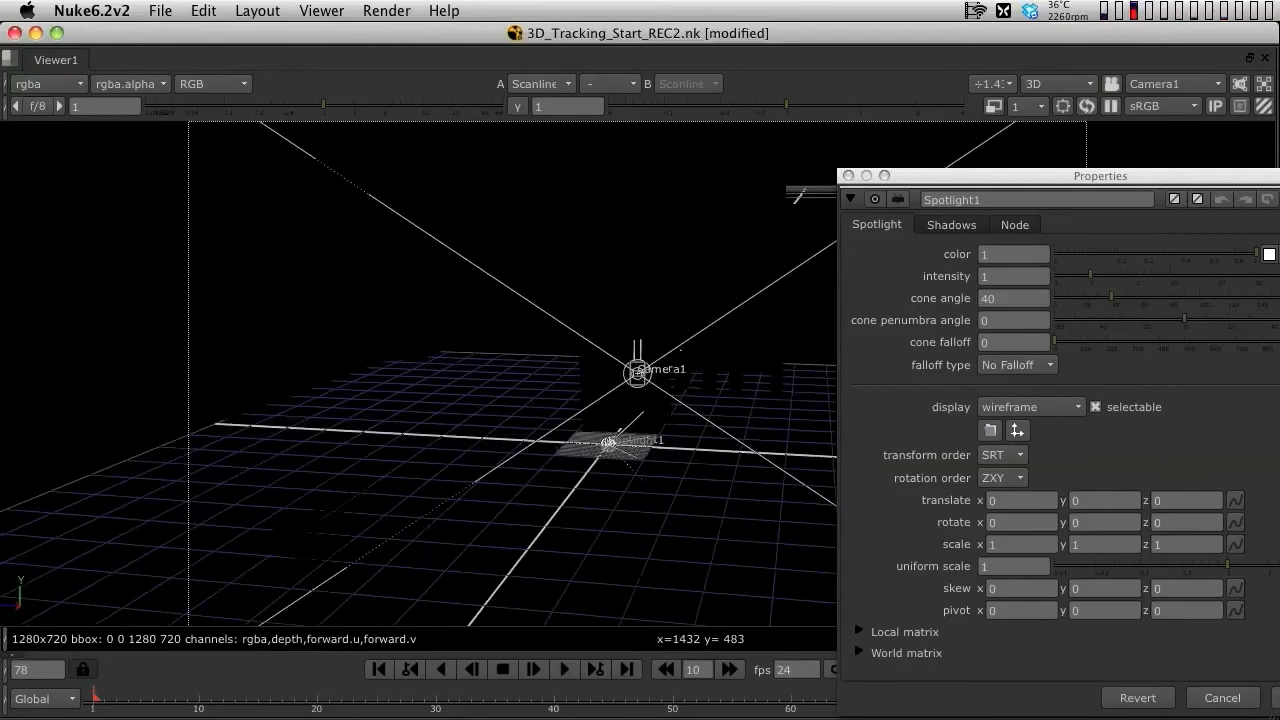 Nuke6.2v2 File Edit Layout Viewer Render Help 36°C 2260rpm
3D_Tracking_Start_REC2.nk [modified]
Viewer1
rgba rgba.alpha RGB A Scanline - B Scanline 3D Camera1
f/8 1 γ 1 1 sRGB IP
Properties
Spotlight1
Spotlight Shadows Node
color 1
intensity 1
cone angle 40
cone penumbra angle 0
cone falloff 0
falloff type No Falloff
Camera1
display wireframe selectable
transform order SRT
rotation order ZXY
translate x 0 y 0 z 0
rotate x 0 y 0 z 0
scale x 1 y 1 z 1
uniform scale 1
skew x 0 y 0 z 0
pivot x 0 y 0 z 0
Y
Local matrix
World matrix
1280x720 bbox: 0 0 1280 720 channels: rgba,depth,forward.u,forward.v x=1432 y= 483
78 10 fps 24
Global 1 10 20 30 40 50 60
Revert Cancel